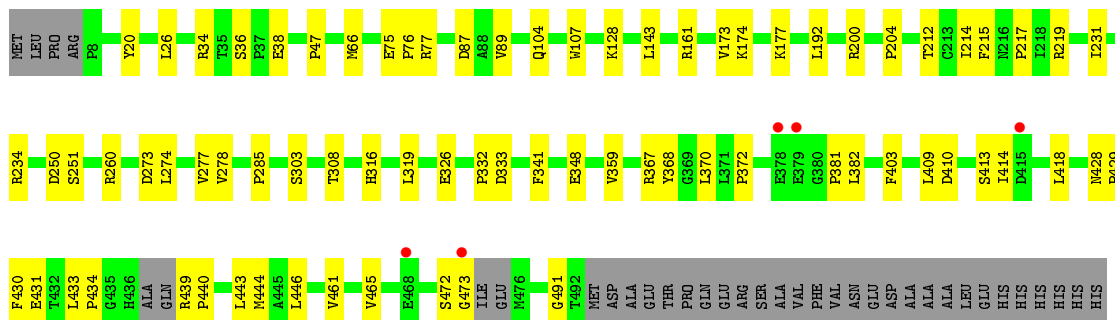 MET LEU PRO ARG P8 Y20 L26 R34 T35 S36 P37 E38 P47 M66 E75 P76 R77 D87 A88 V89 Q104 W107 K128 L143 R161 V173 K174 K177 L192 R200 P204 T212 C213 I214 F215 N216 P217 I218 R219 I231
R234 D250 S251 R260 D273 L274 V277 V278 P285 S303 T308 H316 L319 E326 P332 D333 F341 E348 V359 R367 Y368 G369 L370 L371 P372 E378 E379 G380 P381 L382 F403 L409 D410 S413 I414 D415 L418 N428
F430 E431 T432 L433 P434 G435 H436 ALA GLN R439 P440 L443 M444 A445 L446 V461 V465 E468 S472 G473 ILE GLU M476 G491 T492 MET ASP ALA ALA GLU THR PRO GLN GLU ARG SER ALA VAL PHE VAL ASN GLU ASP ALA ALA ALA LEU GLU HIS HIS HIS HIS HIS HIS